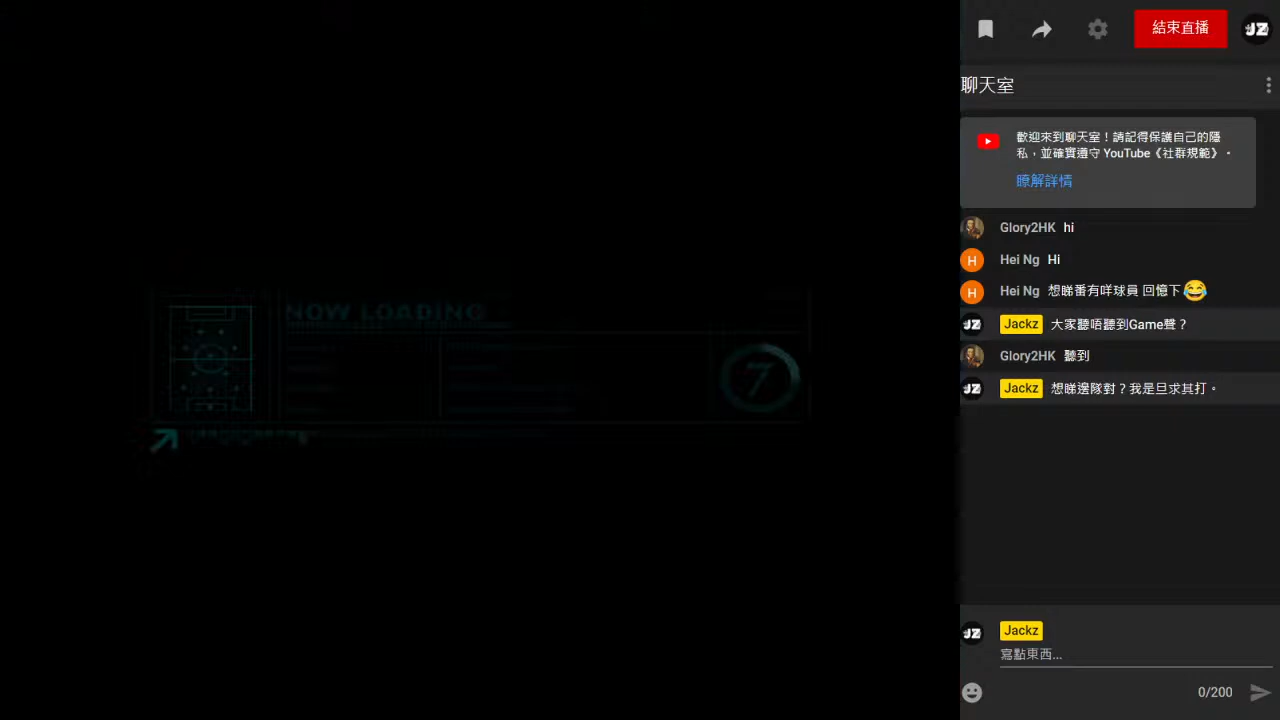 結束直播
JZ
聊天室
歡迎來到聊天室！請記得保護自己的隱
私，並確實遵守 YouTube《社群規範》。
瞭解詳情
Glory2HK hi
H Hei Ng Hi
H Hei Ng 想睇番有咩球員 回憶下😂
NOW LOADING
JZ Jackz 大家聽唔聽到Game聲？
Glory2HK 聽到
7
JZ Jackz 想睇邊隊對？我是旦求其打。
JZ Jackz
寫點東西...
0/200